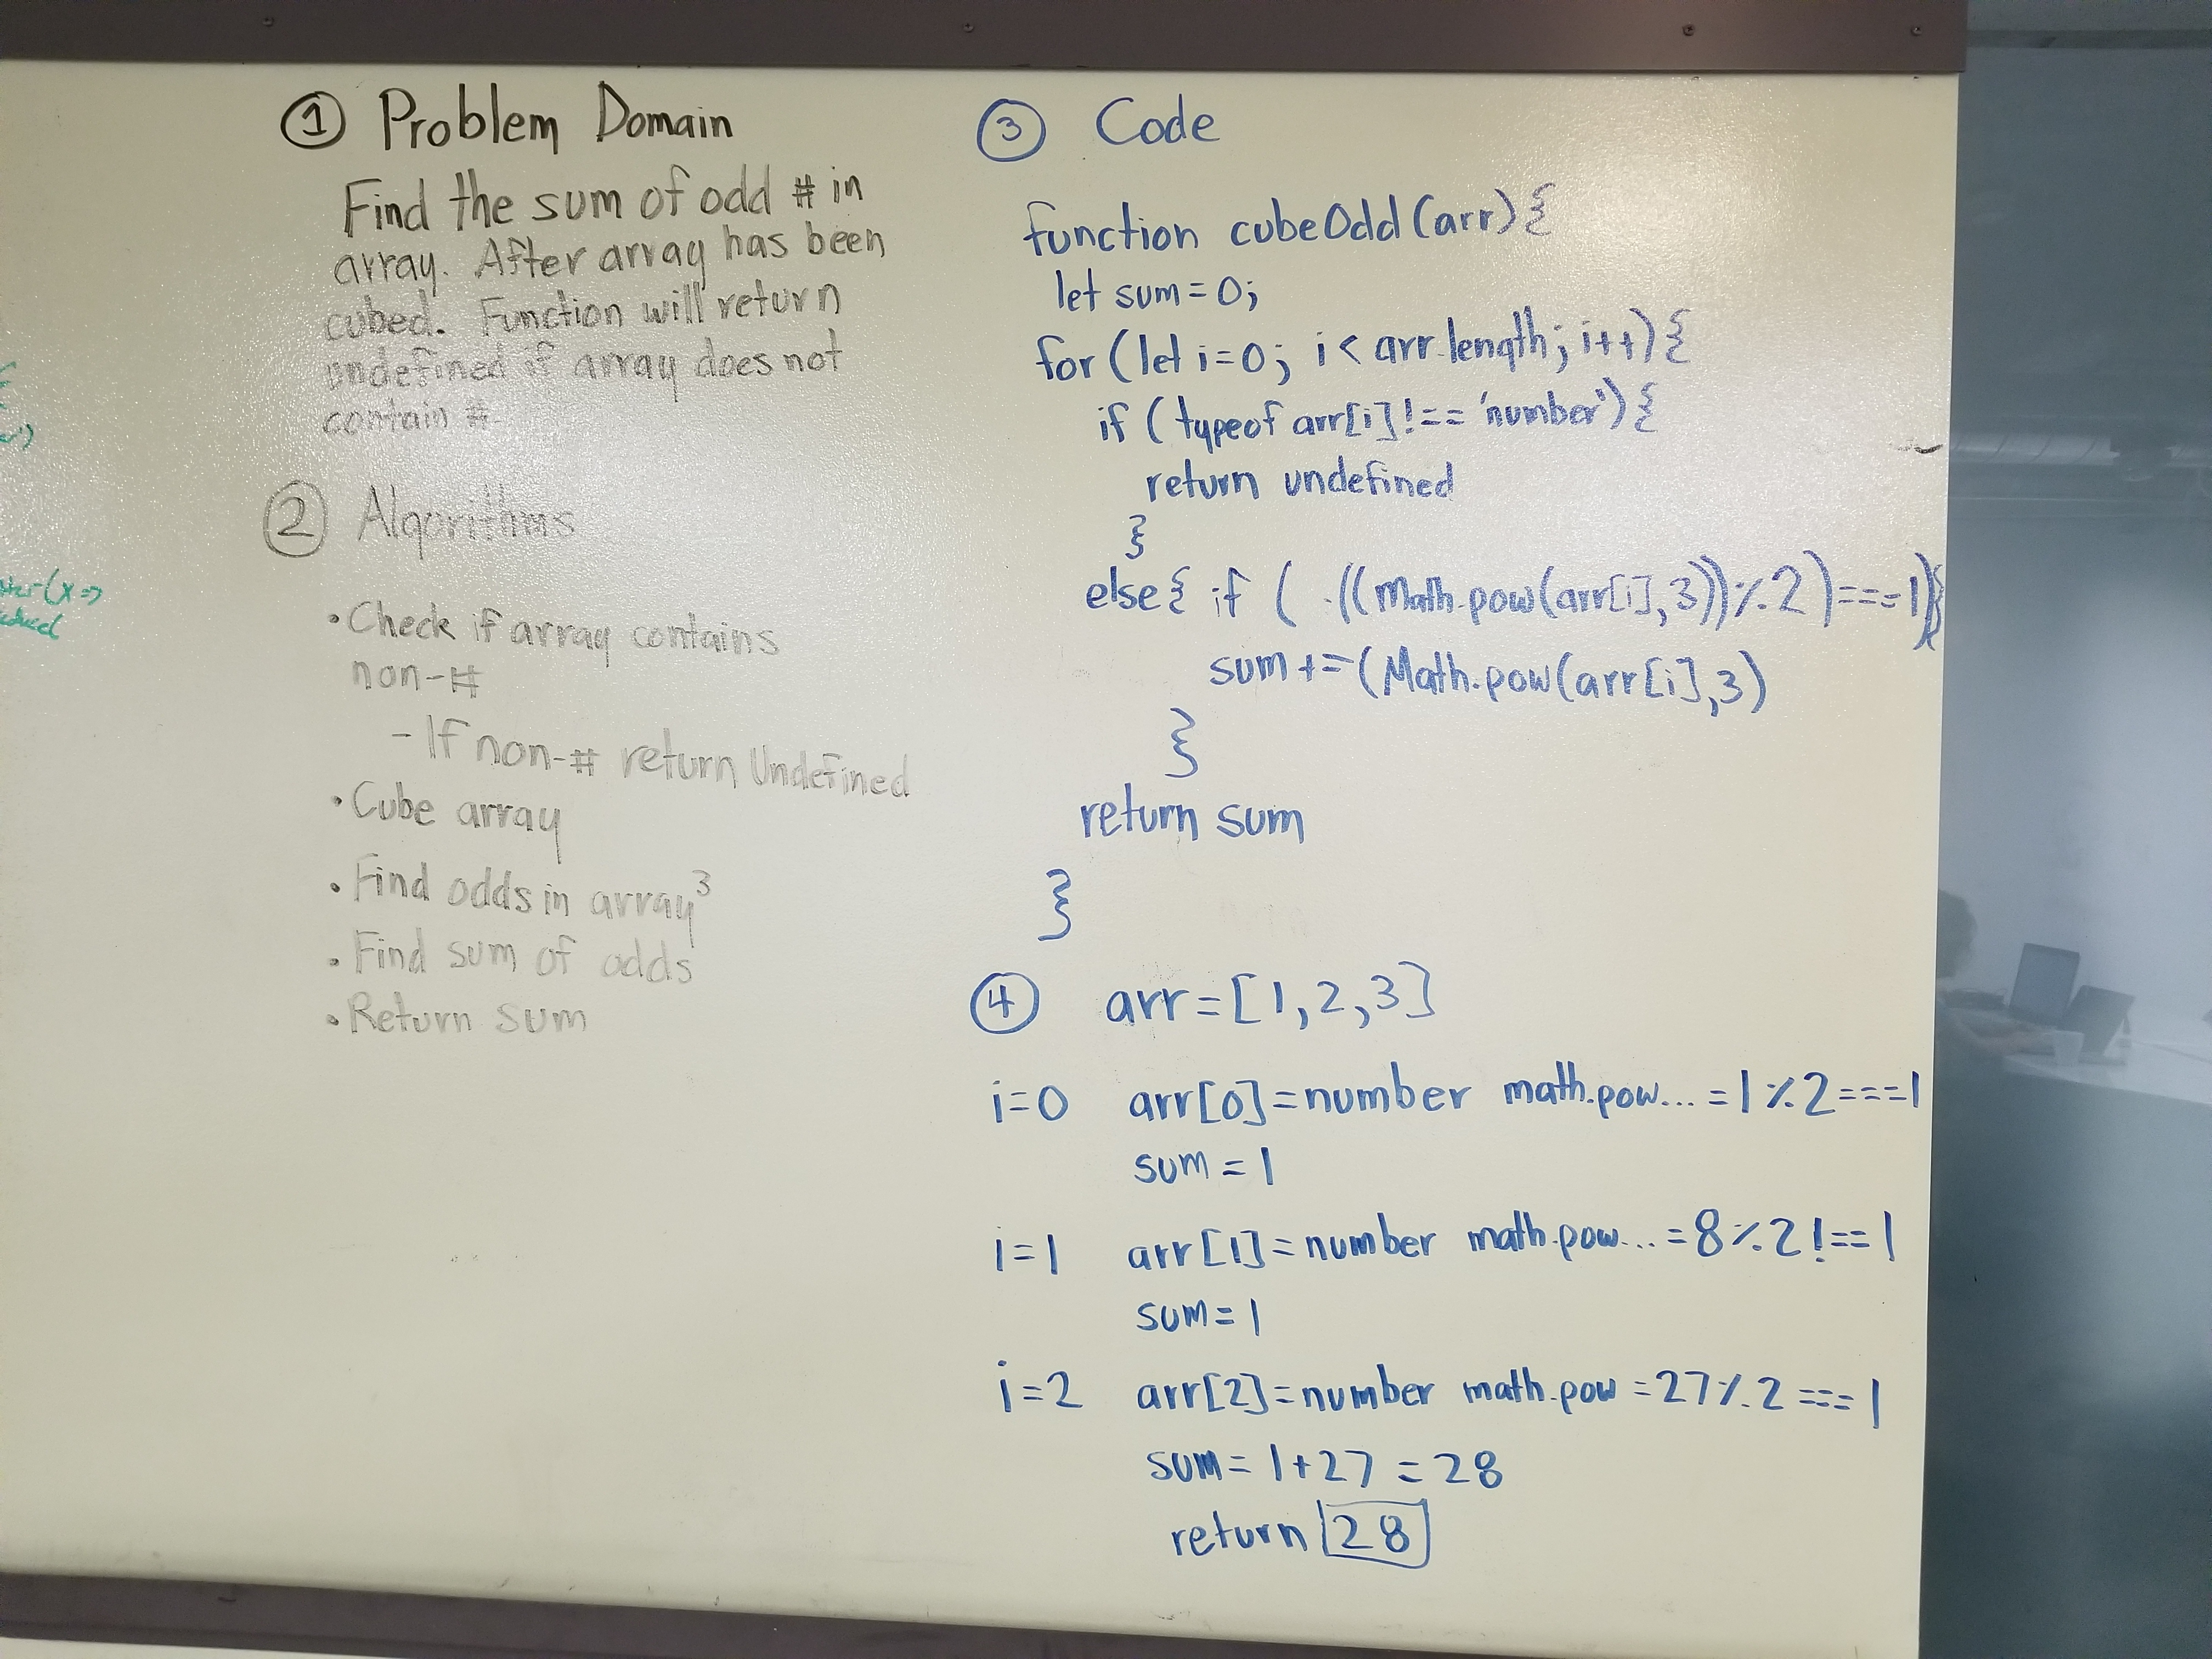 ① Problem Domain
Find the sum of odd # in
array. After array has been
cubed. Function will return
undefined if array does not
contain #.
② Algorithms
• Check if array contains
non-#
- If non-# return Undefined
• Cube array
• Find odds in array³
• Find sum of odds
• Return sum
③ Code
function cubeOdd(arr){
let sum=0;
for (let i=0; i< arr.length; i++){
if (typeof arr[i] !== 'number'){
return undefined
}
else{ if ( ((Math.pow(arr[i],3))%2)===1){
sum+=(Math.pow(arr[i],3)
}
return sum
}
④ arr=[1,2,3]
i=0 arr[0]=number math.pow... =1%2===1
sum=1
i=1 arr[1]=number math.pow... =8%2!==1
sum=1
i=2 arr[2]=number math.pow =27%2===1
sum=1+27=28
return 28
(x=>